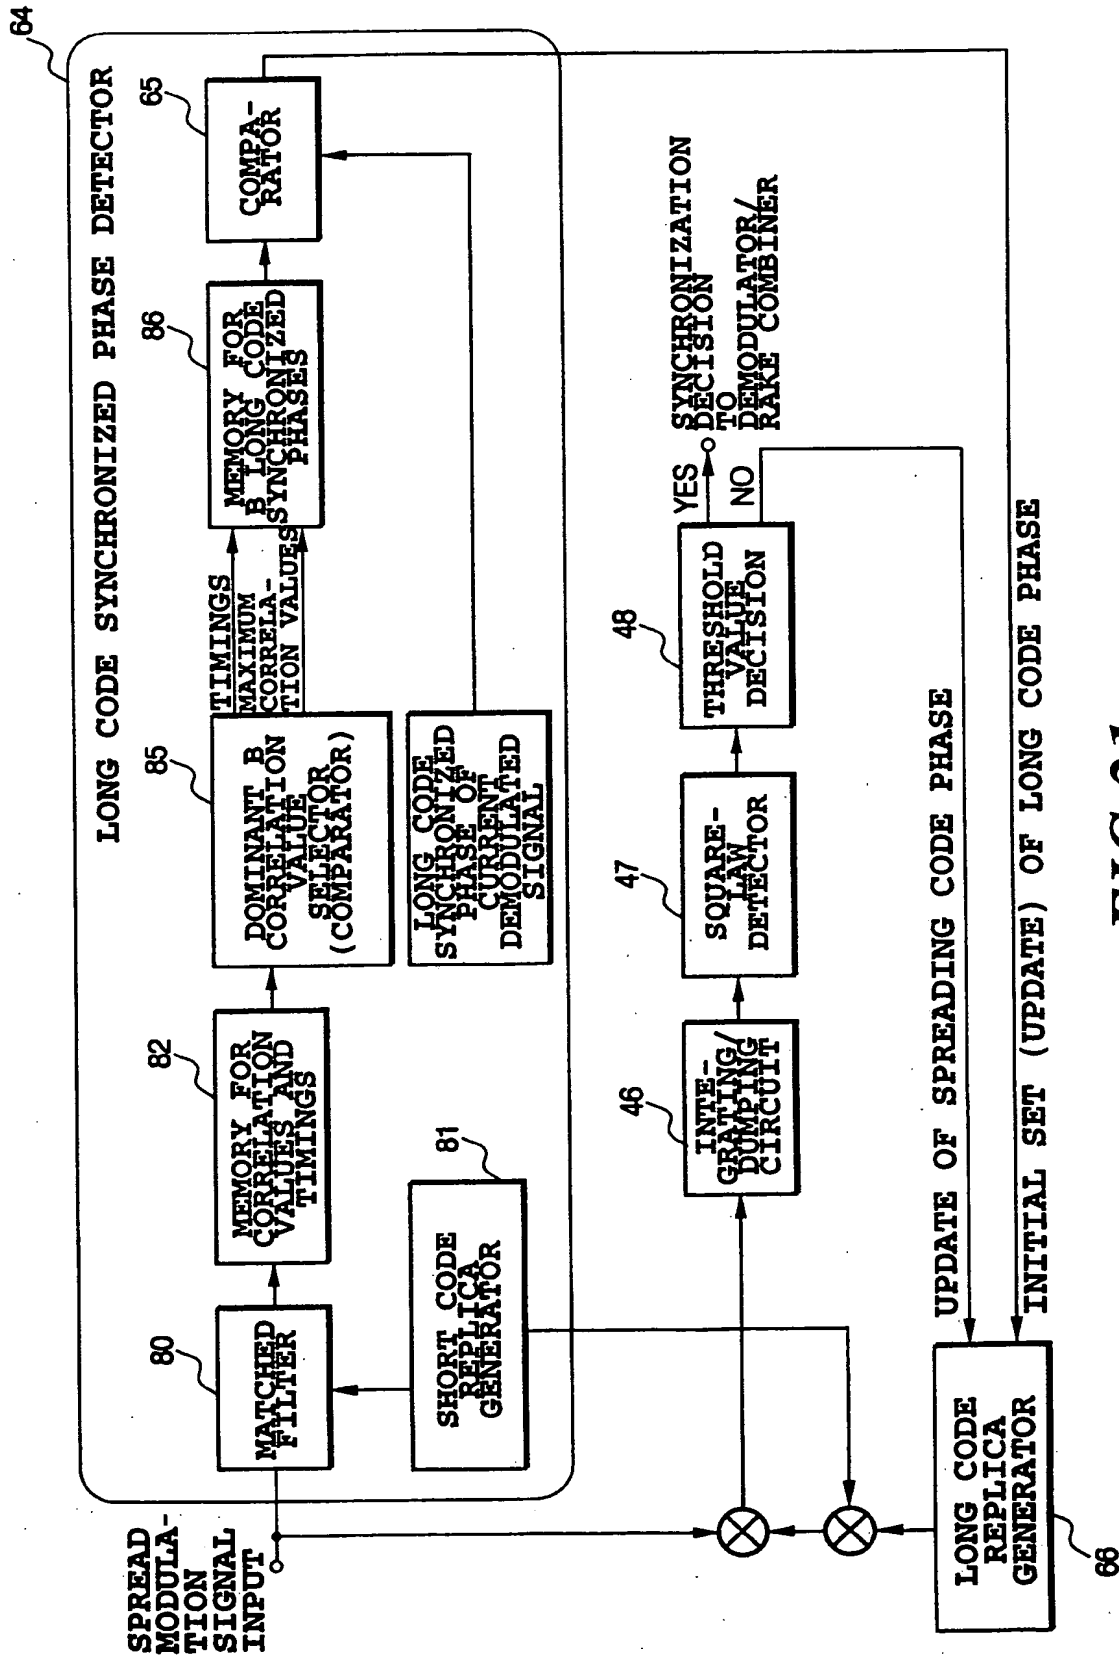 64
LONG CODE SYNCHRONIZED PHASE DETECTOR
SPREAD
MODULA-
TION
SIGNAL
INPUT
80
MATCHED
FILTER
82
MEMORY FOR
CORRELATION
VALUES AND
TIMINGS
85
DOMINANT B
CORRELATION
VALUE
SELECTOR
(COMPARATOR)
TIMINGS
MAXIMUM
CORRELA-
TION VALUES
86
MEMORY FOR
B LONG CODE
SYNCHRONIZED
PHASES
65
COMPA-
RATOR
81
SHORT CODE
REPLICA
GENERATOR
LONG CODE
SYNCHRONIZED
PHASE OF
CURRENT
DEMODULATED
SIGNAL
46
INTE-
GRATING/
DUMPING
CIRCUIT
47
SQUARE-
LAW
DETECTOR
48
THRESHOLD
VALUE
DECISION
YES
NO
SYNCHRONIZATION
DECISION
TO
DEMODULATOR/
RAKE COMBINER
UPDATE OF SPREADING CODE PHASE
INITIAL SET (UPDATE) OF LONG CODE PHASE
LONG CODE
REPLICA
GENERATOR
66